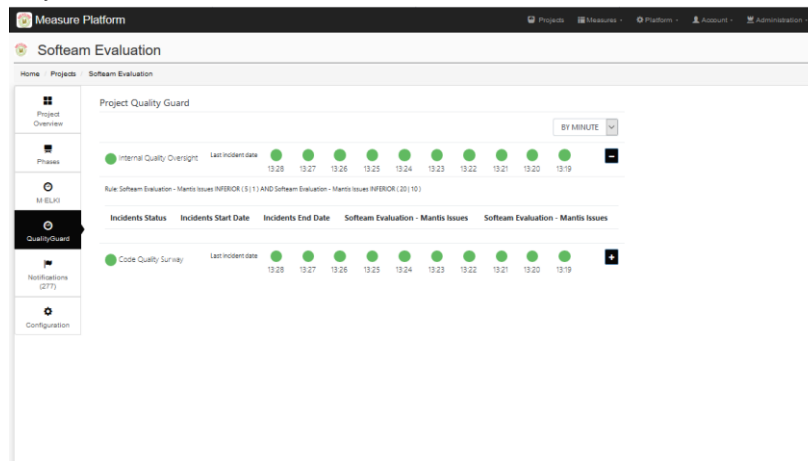 Measure Platform
Projects Measures Platform Account Administration
Softeam Evaluation
Home / Projects / Softeam Evaluation
Project Overview
Phases
M ELKI
QualityGuard
Notifications (277)
Configuration
Project Quality Guard
BY MINUTE
Internal Quality Oversight Last incident date 13:28 13:27 13:26 13:25 13:24 13:23 13:22 13:21 13:20 13:19
Rule: Softeam Evaluation - Mantis Issues INFERIOR ( 5 | 1 ) AND Softeam Evaluation - Mantis Issues INFERIOR ( 20 | 10 )
Incidents Status Incidents Start Date Incidents End Date Softeam Evaluation - Mantis Issues Softeam Evaluation - Mantis Issues
Code Quality Surway Last incident date 13:28 13:27 13:26 13:25 13:24 13:23 13:22 13:21 13:20 13:19